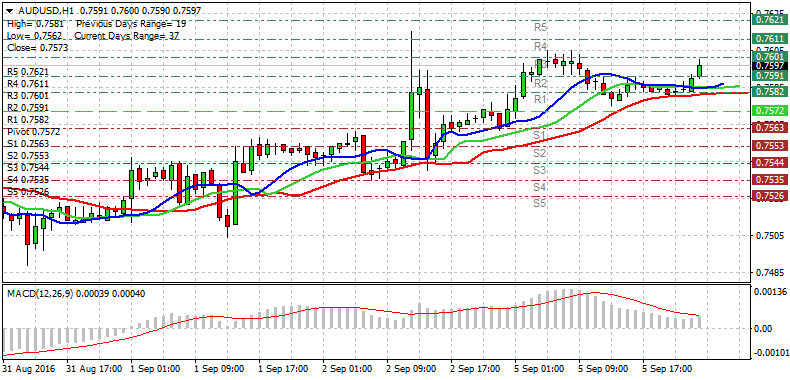 AUDUSD,H1 0.7591 0.7600 0.7590 0.7597
High= 0.7581 Previous Days Range= 19
Low= 0.7562 Current Days Range= 37
Close= 0.7573
R5 0.7621
R4 0.7611
R3 0.7601
R2 0.7591
R1 0.7582
Pivot 0.7572
S1 0.7563
S2 0.7553
S3 0.7544
S4 0.7535
S5 0.7526
R5
R4
R2
R1
S1
S2
S3
S4
S5
0.7621
0.7611
0.7605
0.7601
0.7597
0.7591
0.7582
0.7572
0.7563
0.7553
0.7544
0.7535
0.7526
0.7505
0.7485
MACD(12,26,9) 0.00039 0.00040
0.00136
0.00
-0.00101
31 Aug 2016
31 Aug 17:00
1 Sep 01:00
1 Sep 09:00
1 Sep 17:00
2 Sep 01:00
2 Sep 09:00
2 Sep 17:00
5 Sep 01:00
5 Sep 09:00
5 Sep 17:00